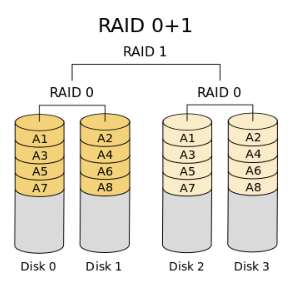 RAID 0+1
RAID 1
RAID 0 RAID 0
A1 A2 A1 A2
A3 A4 A3 A4
A5 A6 A5 A6
A7 A8 A7 A8
Disk 0 Disk 1 Disk 2 Disk 3